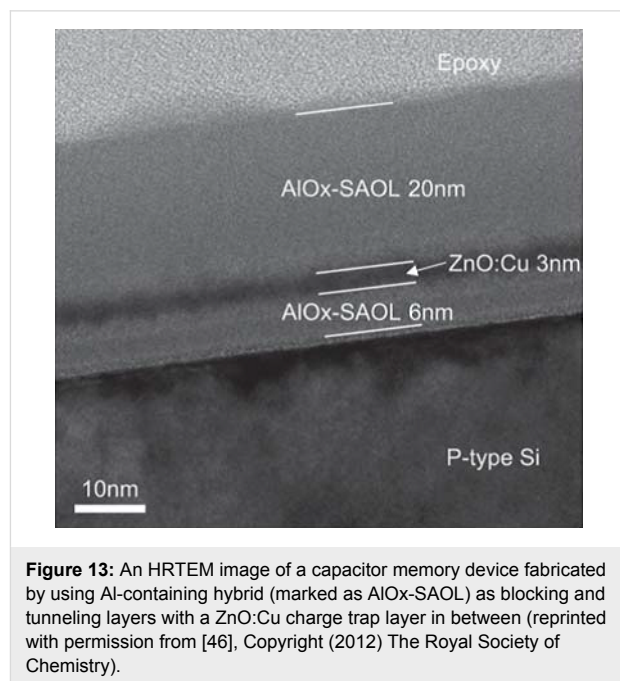 Epoxy
AlOx-SAOL 20nm
ZnO:Cu 3nm
AlOx-SAOL 6nm
P-type Si
10nm
Figure 13: An HRTEM image of a capacitor memory device fabricated
by using Al-containing hybrid (marked as AlOx-SAOL) as blocking and
tunneling layers with a ZnO:Cu charge trap layer in between (reprinted
with permission from [46], Copyright (2012) The Royal Society of
Chemistry).